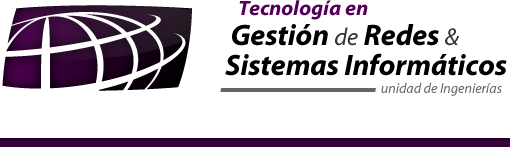 Tecnología en
Gestión de Redes &
Sistemas Informáticos
unidad de Ingenierías